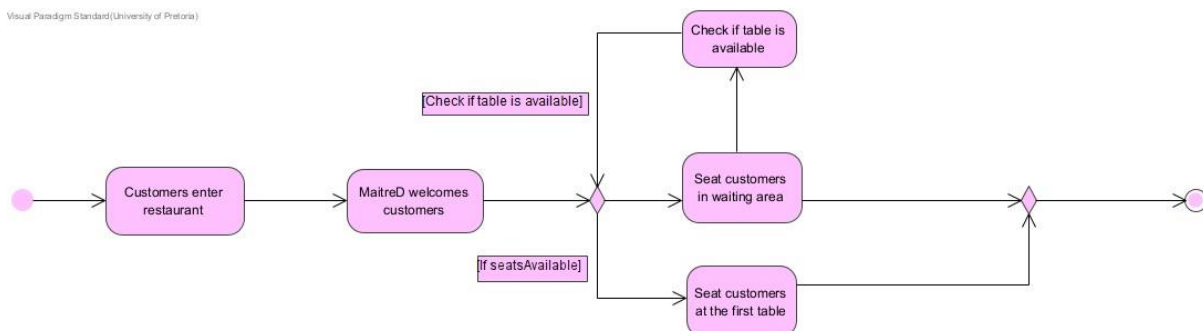 Visual Paradigm Standard(University of Pretoria)
Check if table is
available
[Check if table is available]
Customers enter
restaurant
MaitreD welcomes
customers
Seat customers
in waiting area
[If seatsAvailable]
Seat customers
at the first table